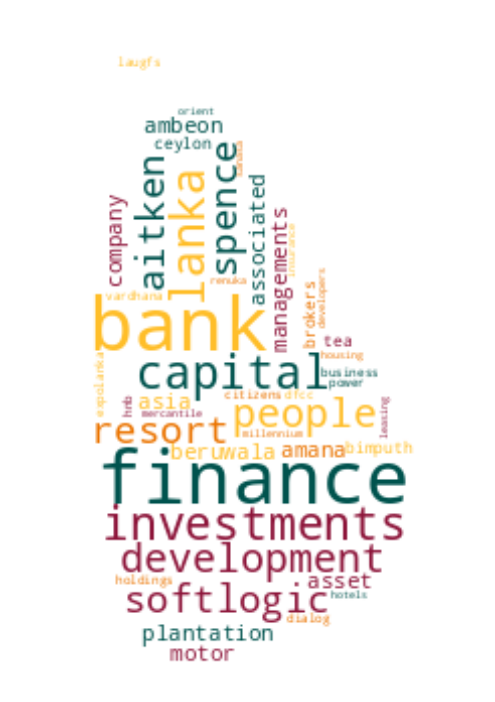 laugfs
orient
ambeon
ceylon
aitken
lanka
spence
company
associated
managements
insurance
renuka
vardhana
bank
brokers
developers
tea
housing
capital
business
power
expolanka
hnb
asia
mercantile
citizens
dfcc
people
leasing
resort
millennium
beruwala
amana
bimputh
finance
investments
development
holdings
asset
softlogic
hotels
dialog
plantation
motor